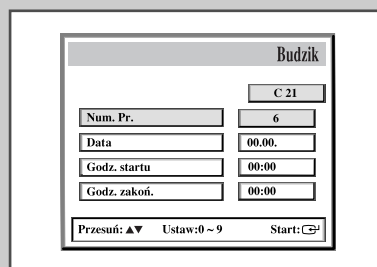 Budzik
C 21
Num. Pr. 6
Data 00.00.
Godz. startu 00:00
Godz. zakoń. 00:00
Przesuń: ▲▼ Ustaw:0 ~ 9 Start: